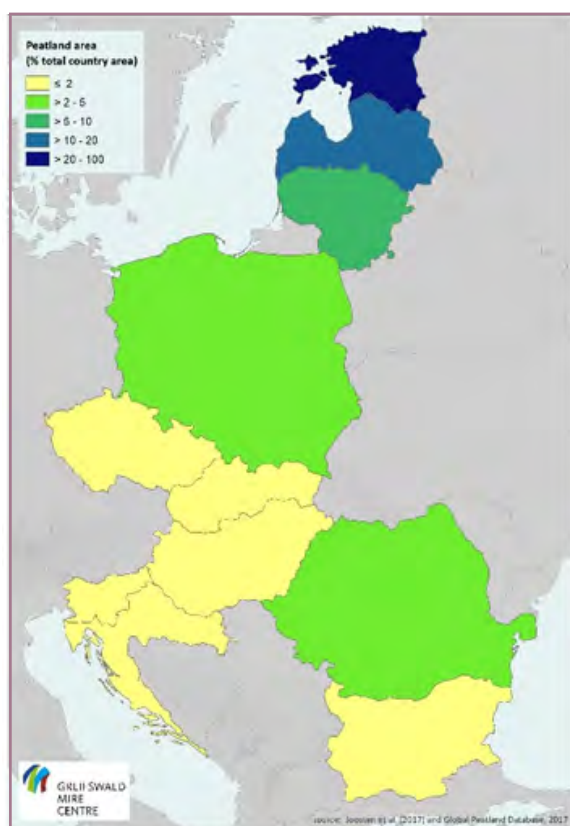 Peatland area
(% total country area)
≤ 2
> 2 - 5
> 5 - 10
> 10 - 20
> 20 - 100
GREIFSWALD
MIRE
CENTRE
source: Joosten et al. (2017) and Global Peatland Database, 2017